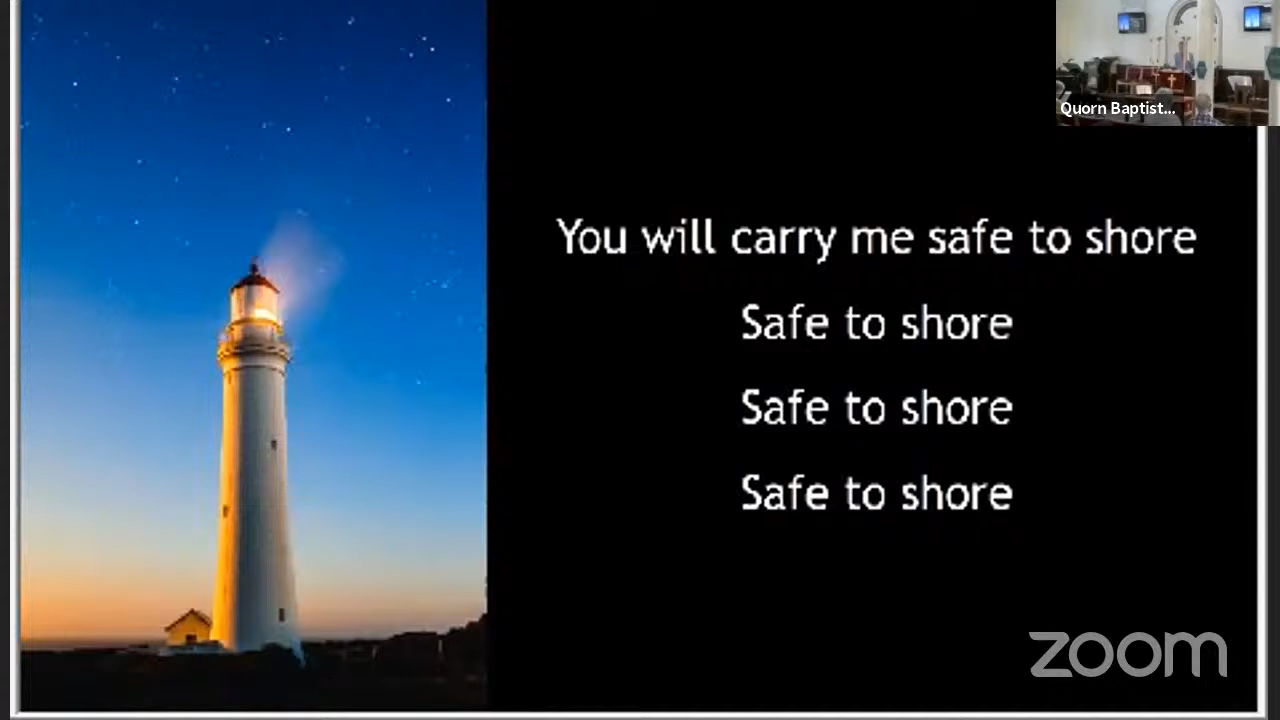 Quorn Baptist...
You will carry me safe to shore
Safe to shore
Safe to shore
Safe to shore
zoom